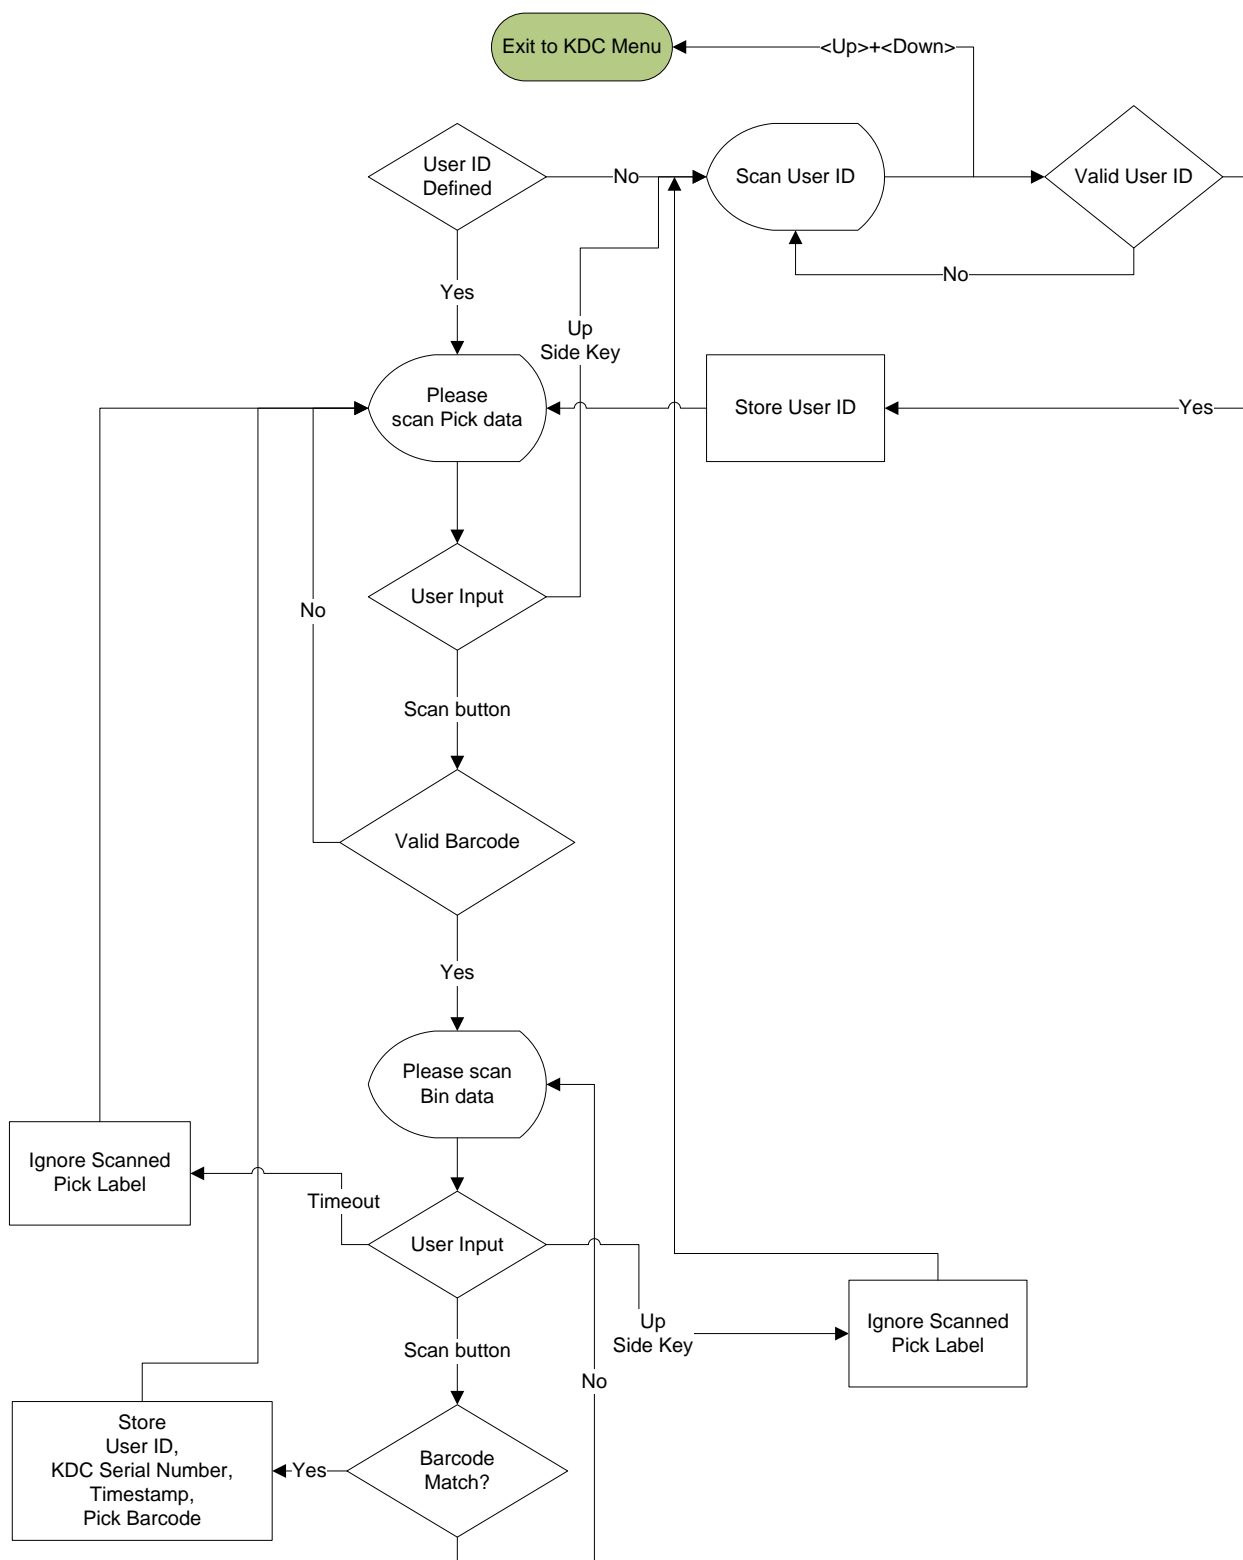 Exit to KDC Menu
<Up>+<Down>
User ID
Defined
No
Scan User ID
Valid User ID
No
Yes
Up
Side Key
Please
scan Pick data
Store User ID
Yes
User Input
No
Scan button
Valid Barcode
Yes
Please scan
Bin data
Ignore Scanned
Pick Label
Timeout
User Input
Up
Side Key
Ignore Scanned
Pick Label
Scan button
No
Store
User ID,
KDC Serial Number,
Timestamp,
Pick Barcode
Yes
Barcode
Match?